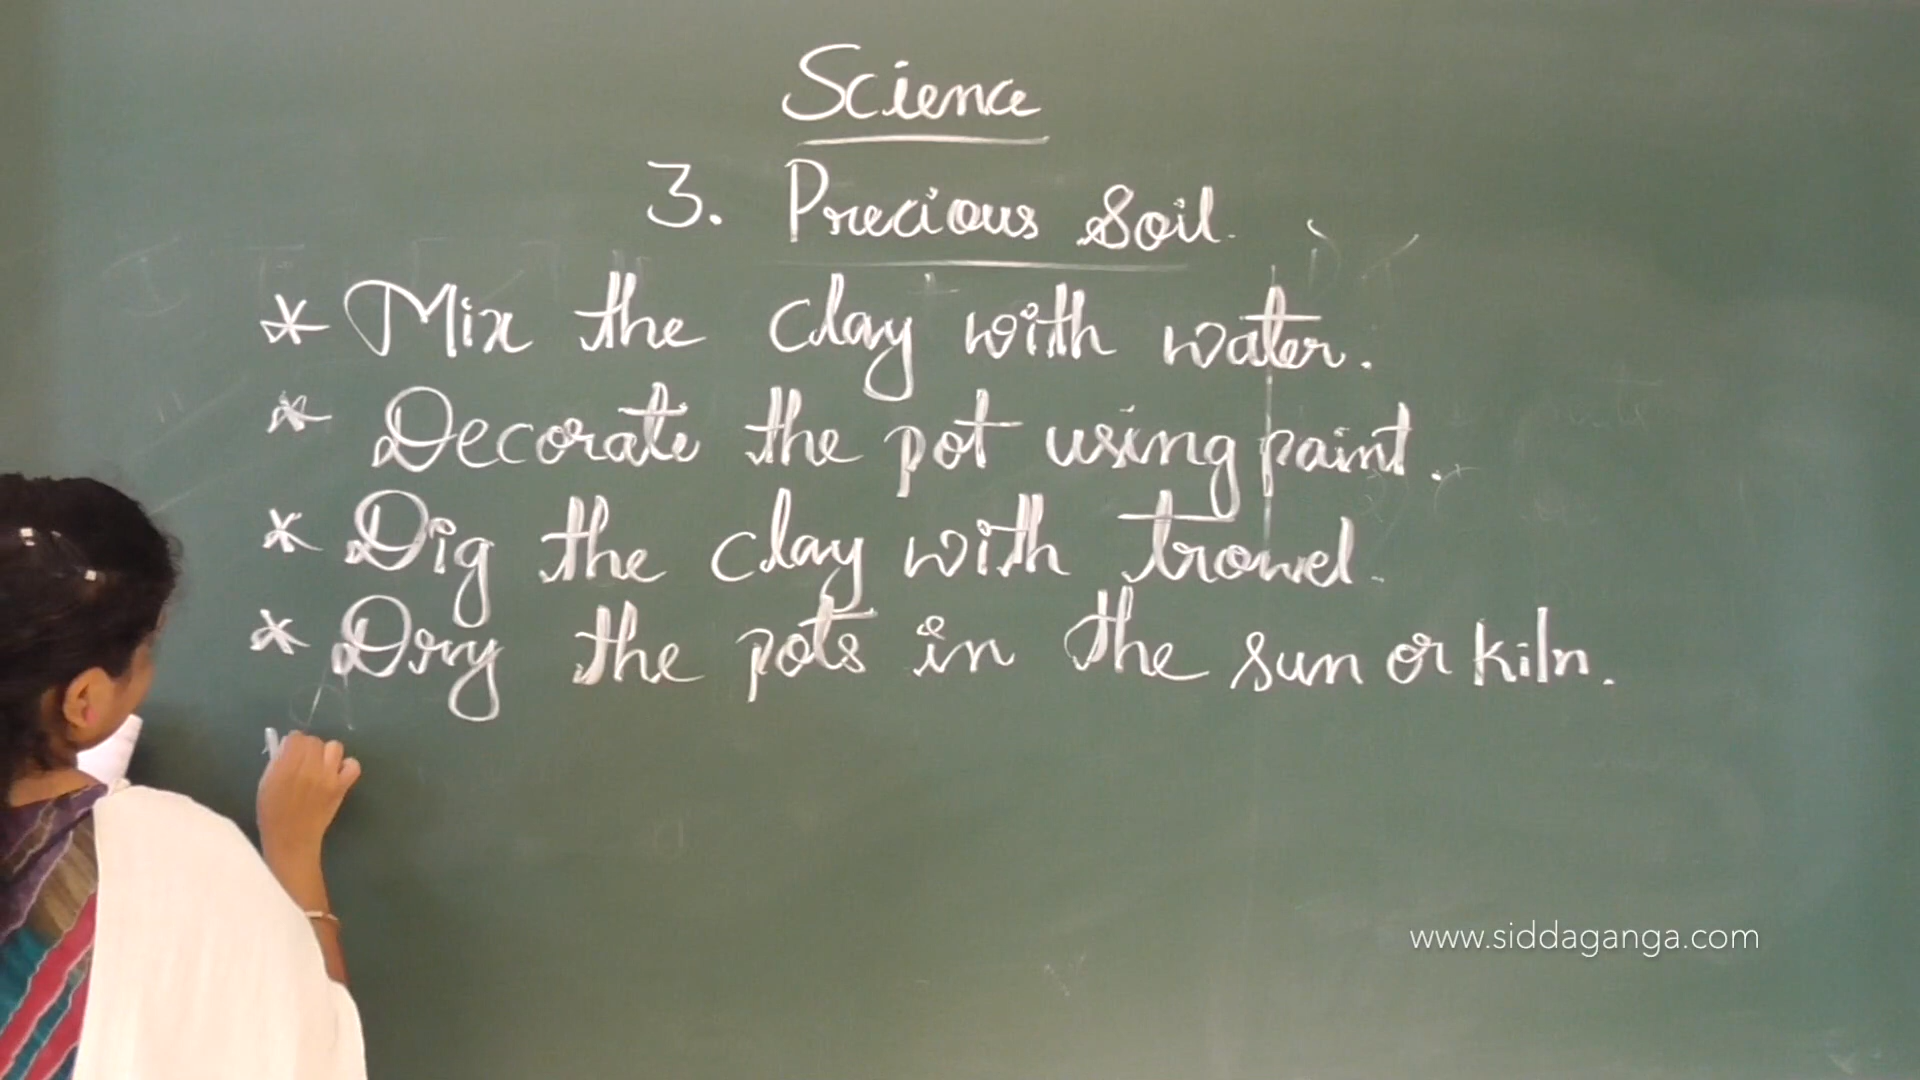 Science
3. Precious Soil.
* Mix the clay with water.
* Decorate the pot using paint.
* Dig the clay with trowel.
* Dry the pots in the sun or kiln.
www.siddaganga.com